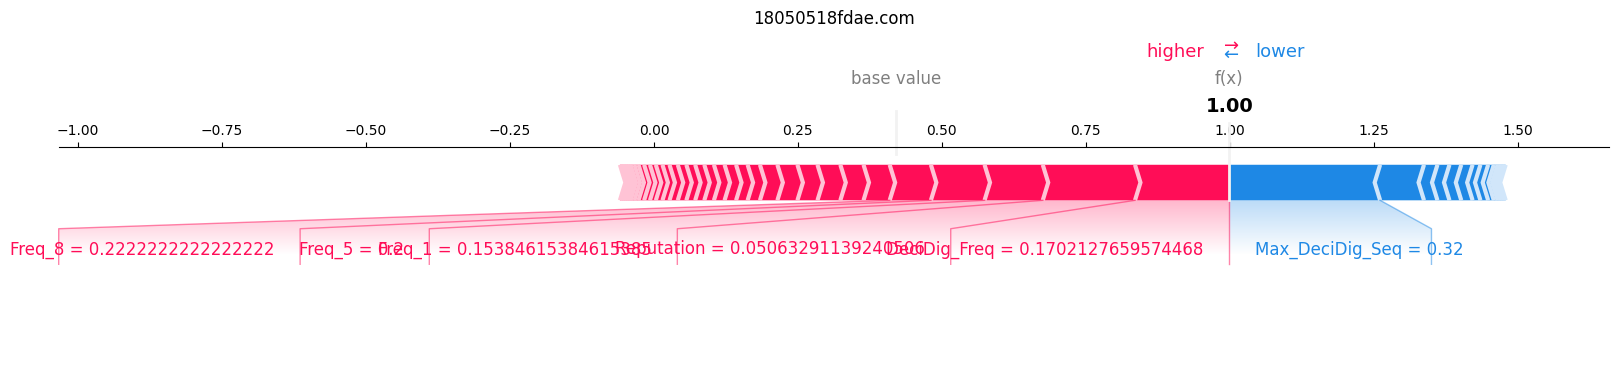 18050518fdae.com
higher ⇄ lower
base value f(x)
1.00
−1.00 −0.75 −0.50 −0.25 0.00 0.25 0.50 0.75 1.00 1.25 1.50
Freq_8 = 0.2222222222222222 Freq_5 = 0.2 Freq_1 = 0.15384615384615385 Reputation = 0.05063291139240506 DeciDig_Freq = 0.1702127659574468 Max_DeciDig_Seq = 0.32